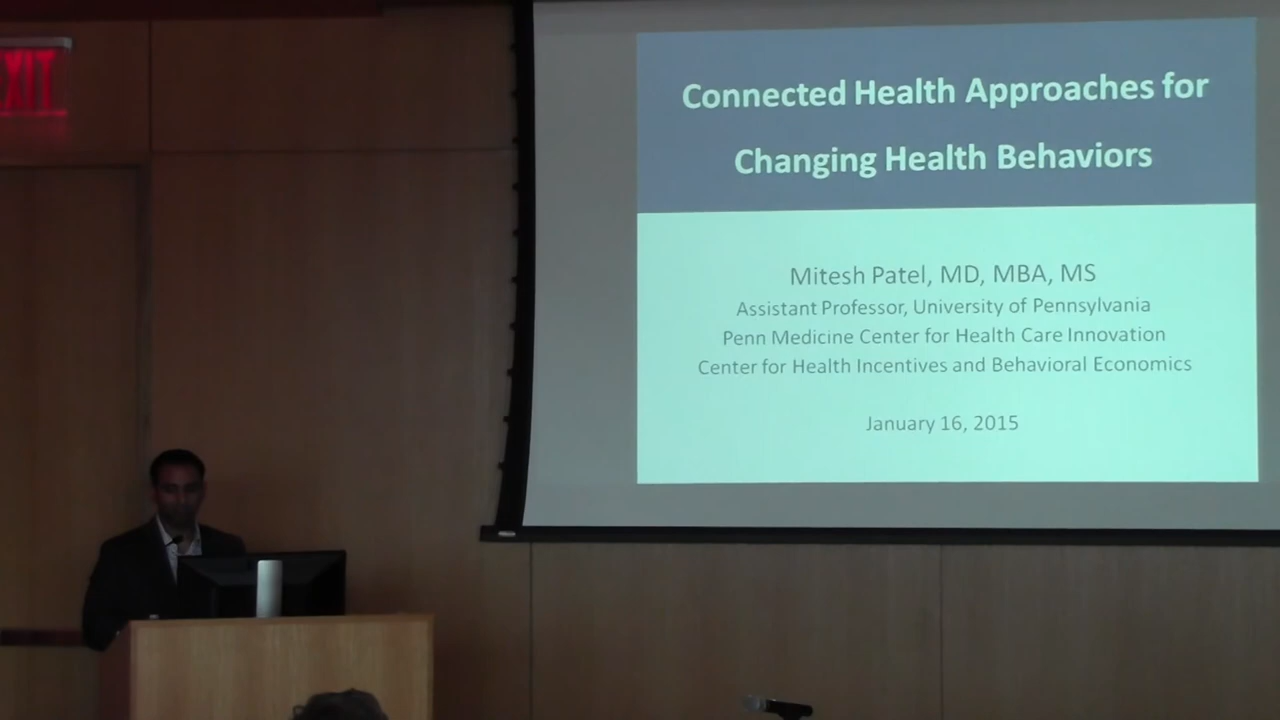 EXIT
Connected Health Approaches for
Changing Health Behaviors
Mitesh Patel, MD, MBA, MS
Assistant Professor, University of Pennsylvania
Penn Medicine Center for Health Care Innovation
Center for Health Incentives and Behavioral Economics
January 16, 2015